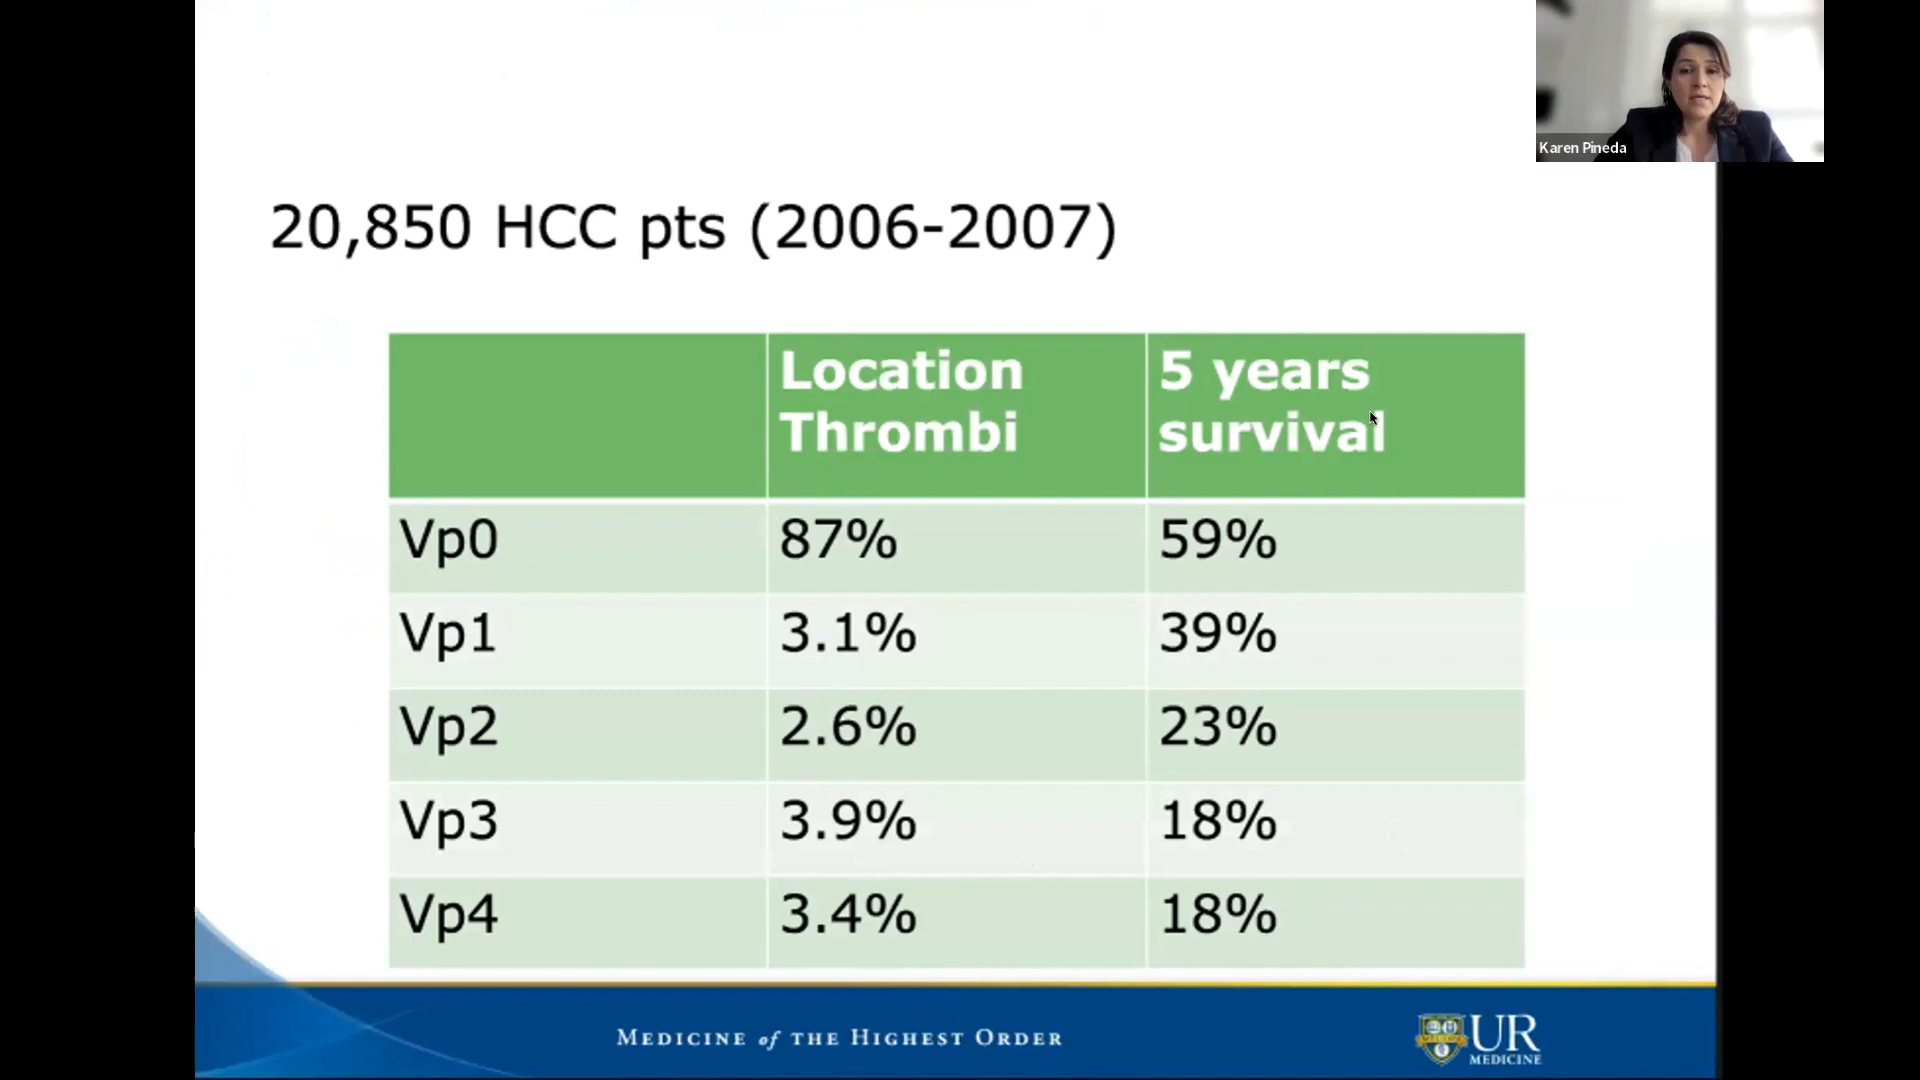 Karen Pineda
20,850 HCC pts (2006-2007)
Location Thrombi
5 years survival
Vp0 87% 59%
Vp1 3.1% 39%
Vp2 2.6% 23%
Vp3 3.9% 18%
Vp4 3.4% 18%
MEDICINE of THE HIGHEST ORDER
UR
MEDICINE